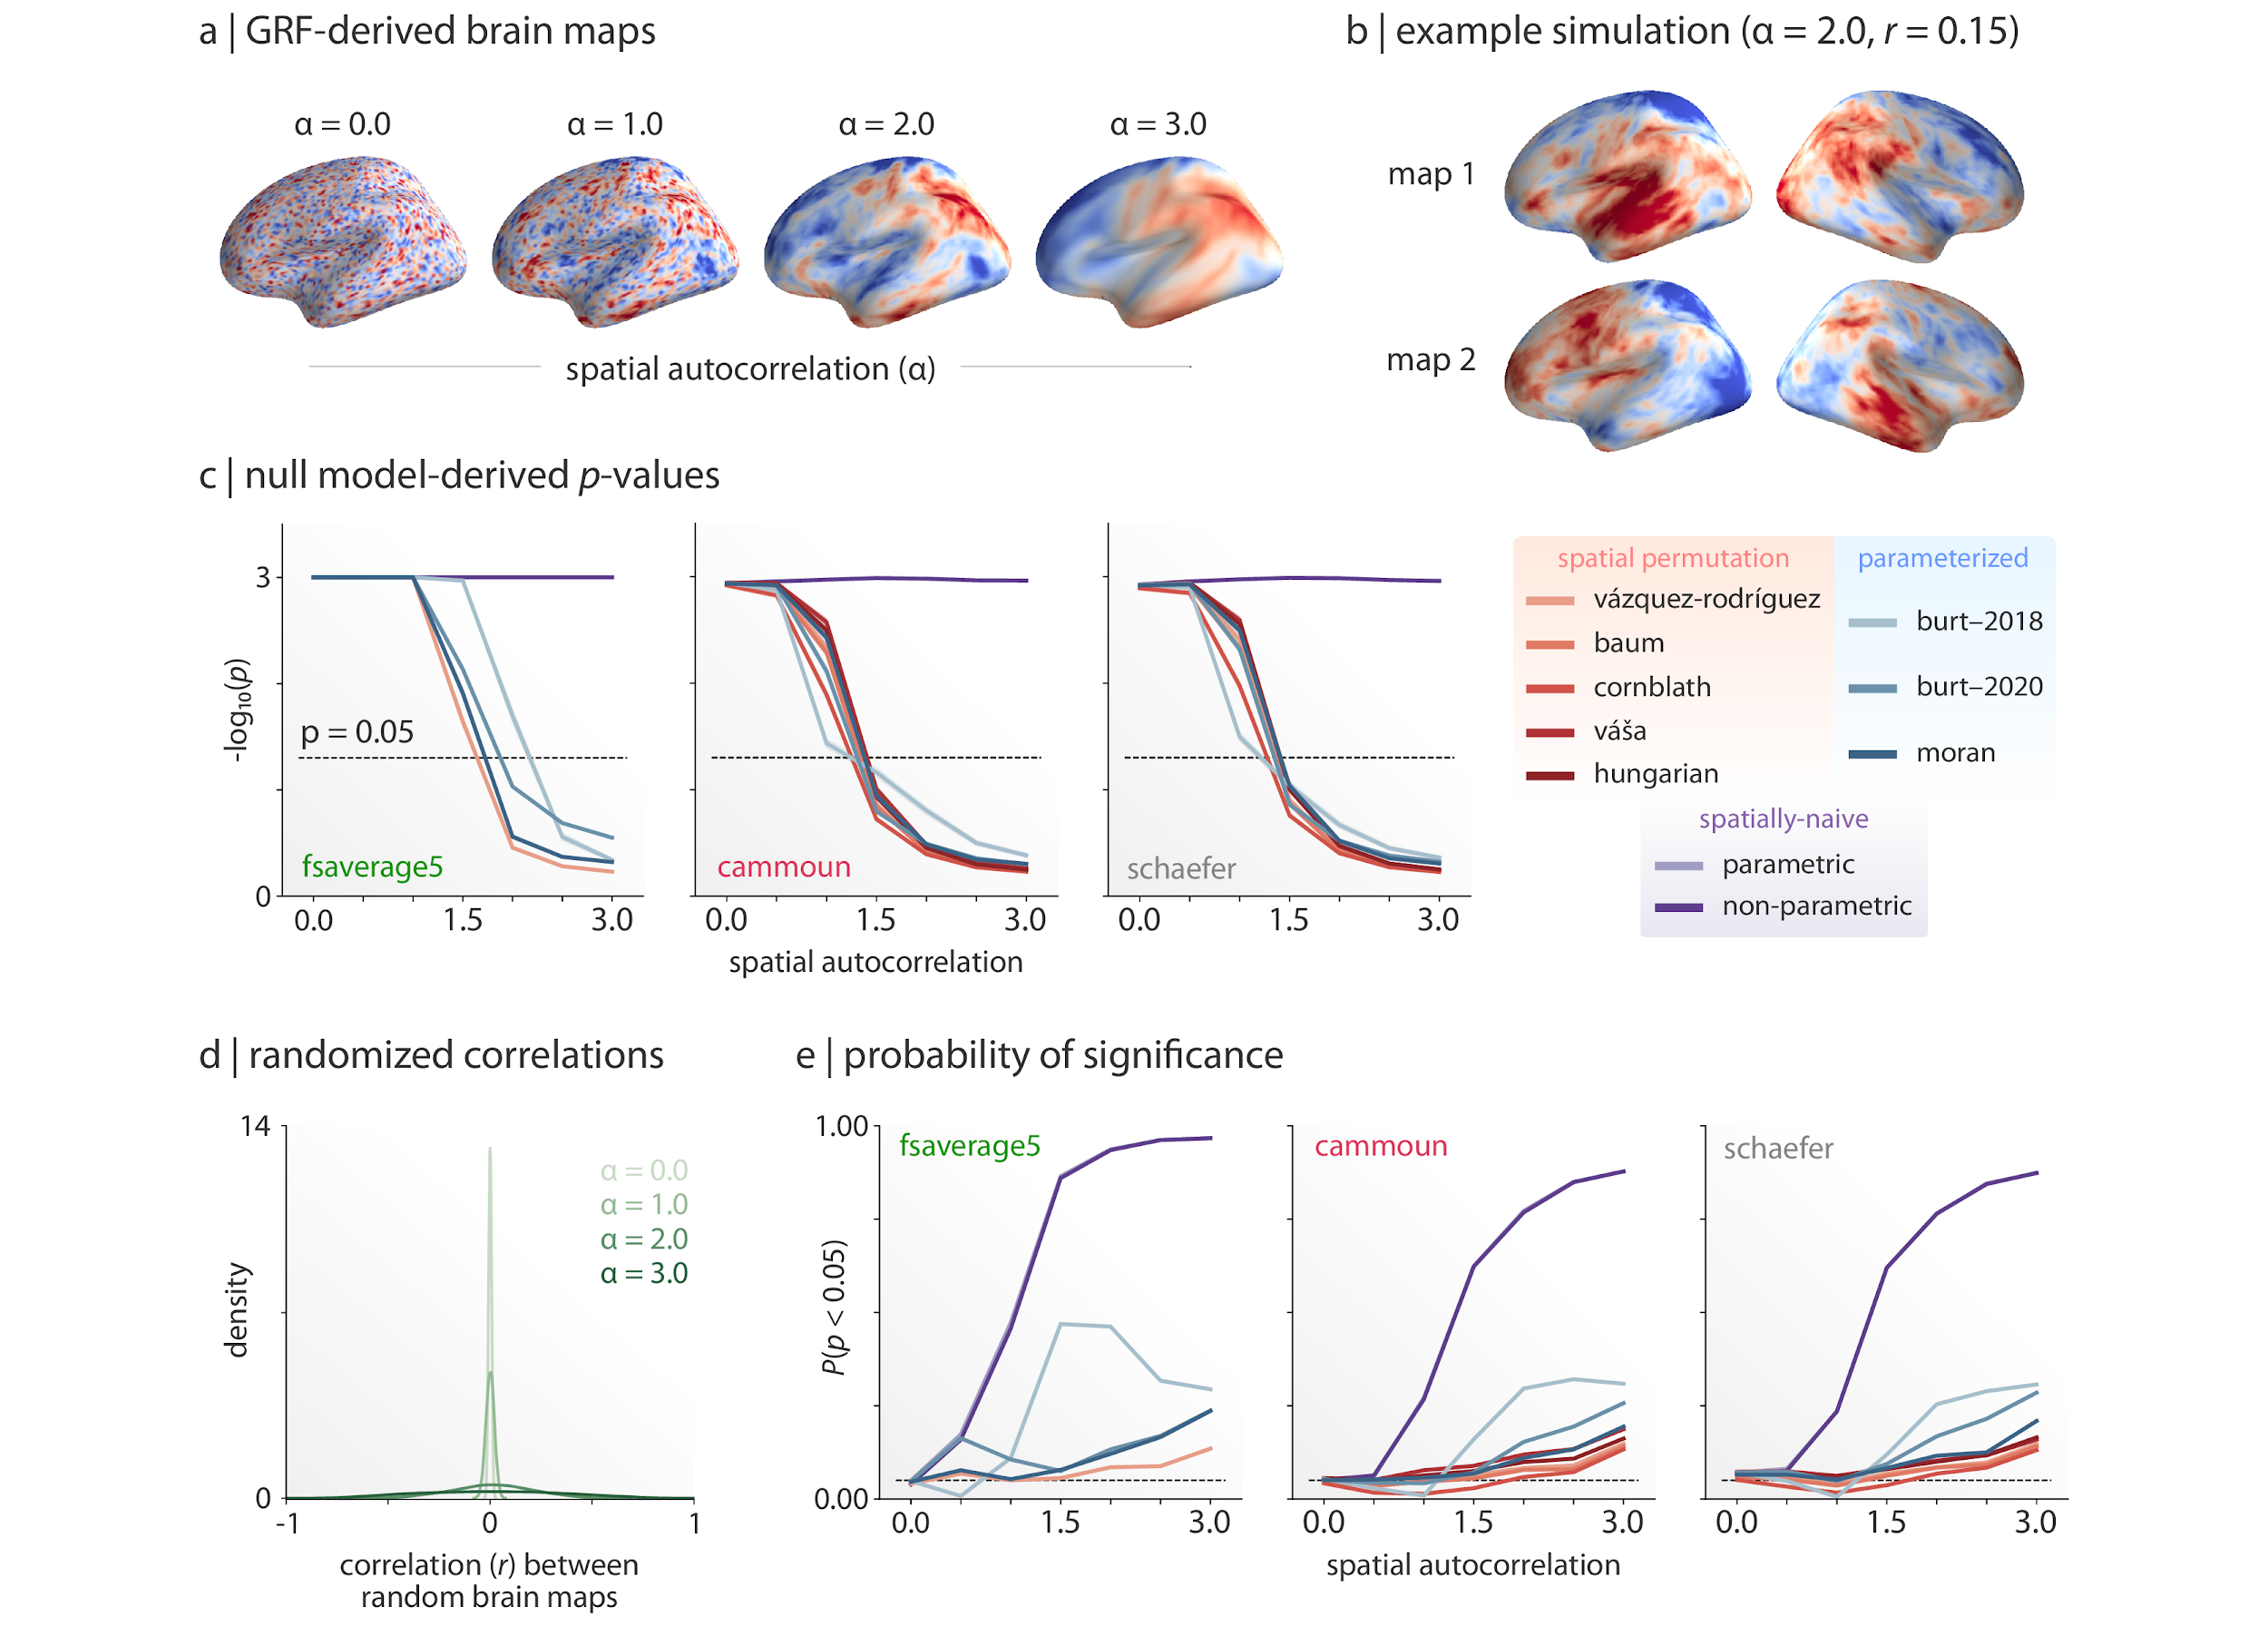 a | GRF-derived brain maps
α = 0.0
α = 1.0
α = 2.0
α = 3.0
spatial autocorrelation (α)
b | example simulation (α = 2.0, r = 0.15)
map 1
map 2
c | null model-derived p-values
-log₁₀(p)
3
0
p = 0.05
fsaverage5
0.0
1.5
3.0
cammoun
0.0
1.5
3.0
schaefer
0.0
1.5
3.0
spatial autocorrelation
spatial permutation
vázquez-rodríguez
baum
cornblath
váša
hungarian
parameterized
burt–2018
burt–2020
moran
spatially-naive
parametric
non-parametric
d | randomized correlations
density
14
0
α = 0.0
α = 1.0
α = 2.0
α = 3.0
-1
0
1
correlation (r) between
random brain maps
e | probability of significance
P(p < 0.05)
1.00
0.00
fsaverage5
0.0
1.5
3.0
cammoun
0.0
1.5
3.0
schaefer
0.0
1.5
3.0
spatial autocorrelation